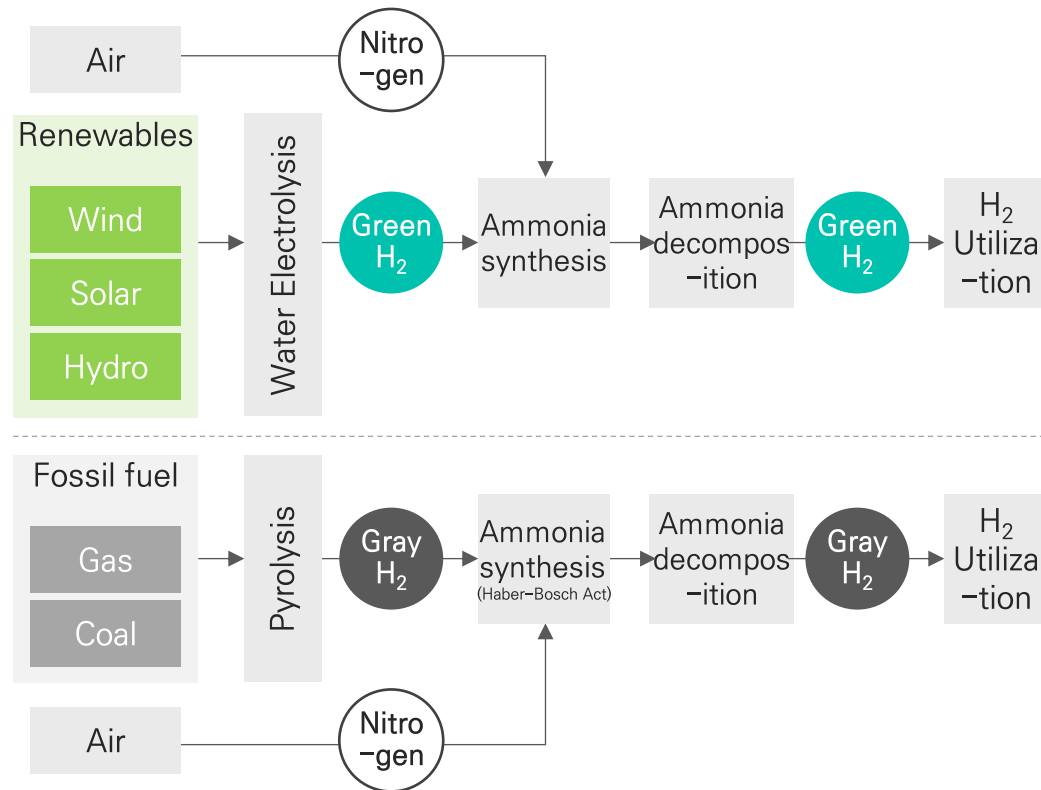 Air
Nitro
-gen
Renewables
Wind
Solar
Hydro
Water Electrolysis
Green
H₂
Ammonia
synthesis
Ammonia
decompos
-ition
Green
H₂
H₂
Utiliza
-tion
Fossil fuel
Gas
Coal
Pyrolysis
Gray
H₂
Ammonia
synthesis
(Haber-Bosch Act)
Ammonia
decompos
-ition
Gray
H₂
H₂
Utiliza
-tion
Air
Nitro
-gen